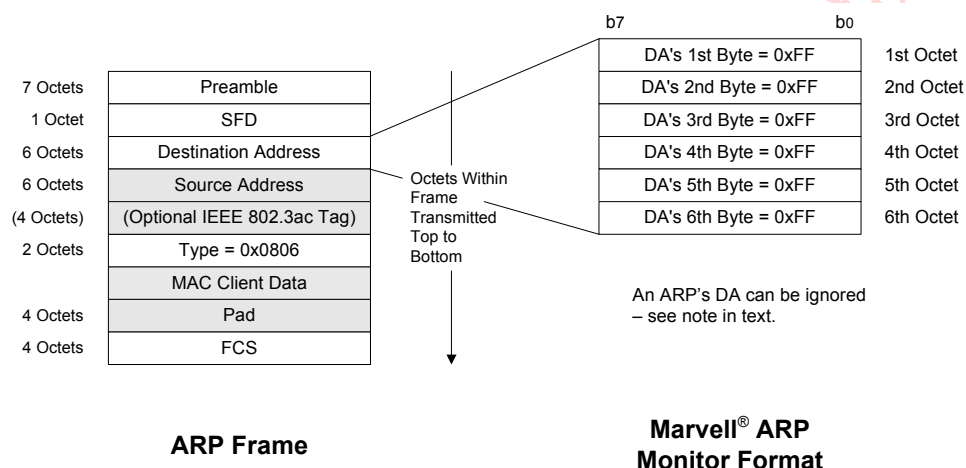 b7 b0
DA's 1st Byte = 0xFF 1st Octet
DA's 2nd Byte = 0xFF 2nd Octet
DA's 3rd Byte = 0xFF 3rd Octet
DA's 4th Byte = 0xFF 4th Octet
DA's 5th Byte = 0xFF 5th Octet
DA's 6th Byte = 0xFF 6th Octet
7 Octets Preamble
1 Octet SFD
6 Octets Destination Address
6 Octets Source Address
(4 Octets) (Optional IEEE 802.3ac Tag)
2 Octets Type = 0x0806
MAC Client Data
4 Octets Pad
4 Octets FCS
Octets Within
Frame
Transmitted
Top to
Bottom
An ARP's DA can be ignored
– see note in text.
ARP Frame
Marvell® ARP
Monitor Format